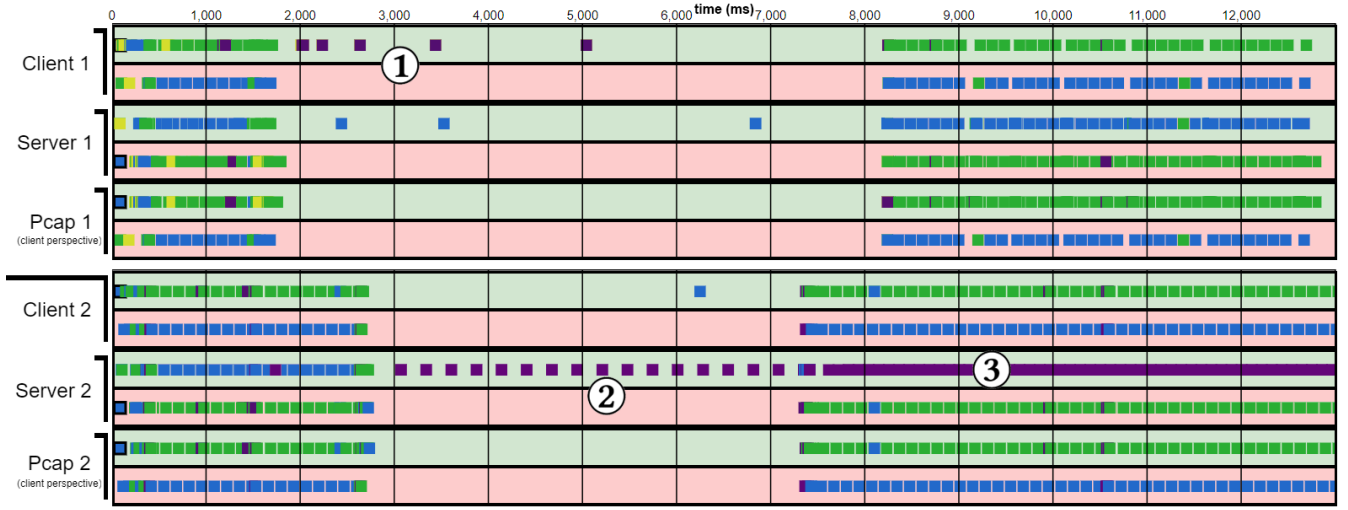 time (ms)
0 1,000 2,000 3,000 4,000 5,000 6,000 7,000 8,000 9,000 10,000 11,000 12,000
Client 1
1
Server 1
Pcap 1
(client perspective)
Client 2
Server 2
3
2
Pcap 2
(client perspective)